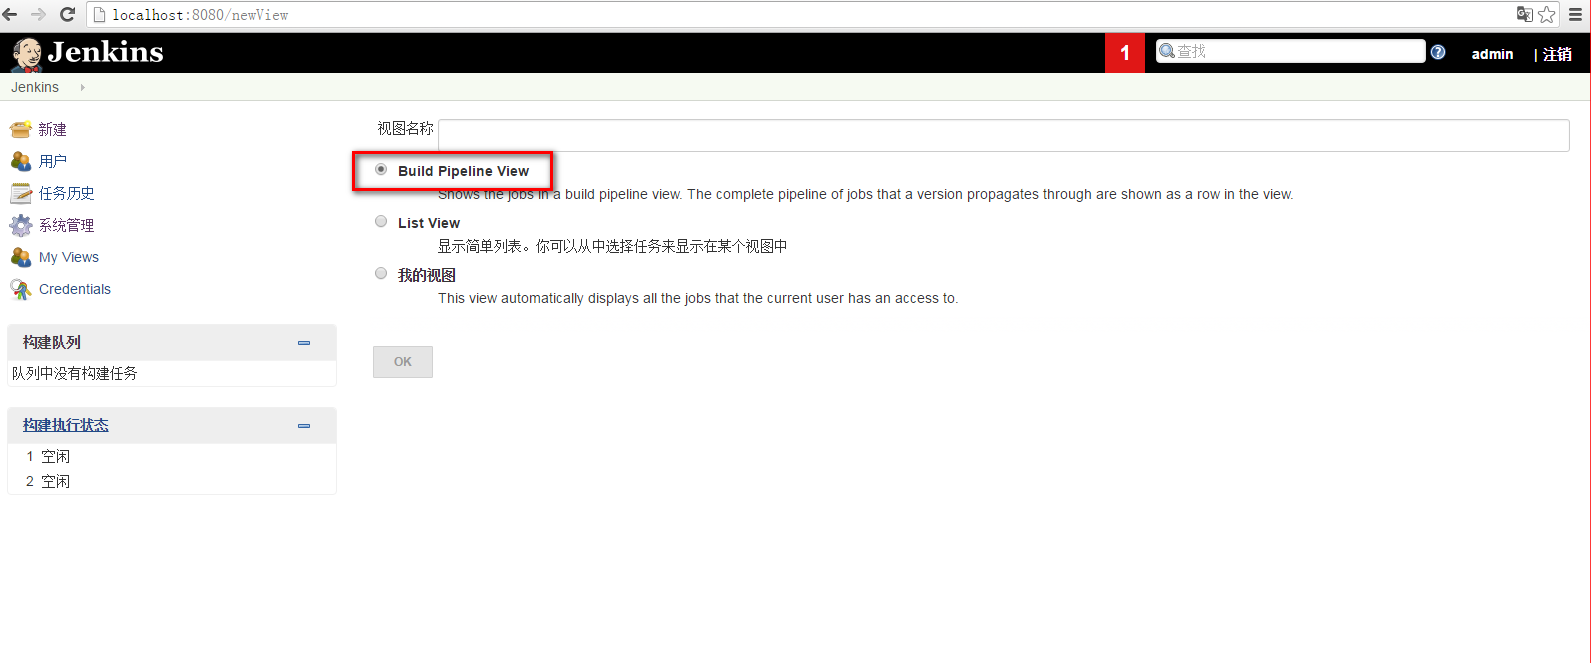 localhost:8080/newView
Jenkins
1
查找
admin
| 注销
Jenkins
新建
用户
任务历史
系统管理
My Views
Credentials
构建队列
队列中没有构建任务
构建执行状态
1 空闲
2 空闲
视图名称
Build Pipeline View
Shows the jobs in a build pipeline view. The complete pipeline of jobs that a version propagates through are shown as a row in the view.
List View
显示简单列表。你可以从中选择任务来显示在某个视图中
我的视图
This view automatically displays all the jobs that the current user has an access to.
OK